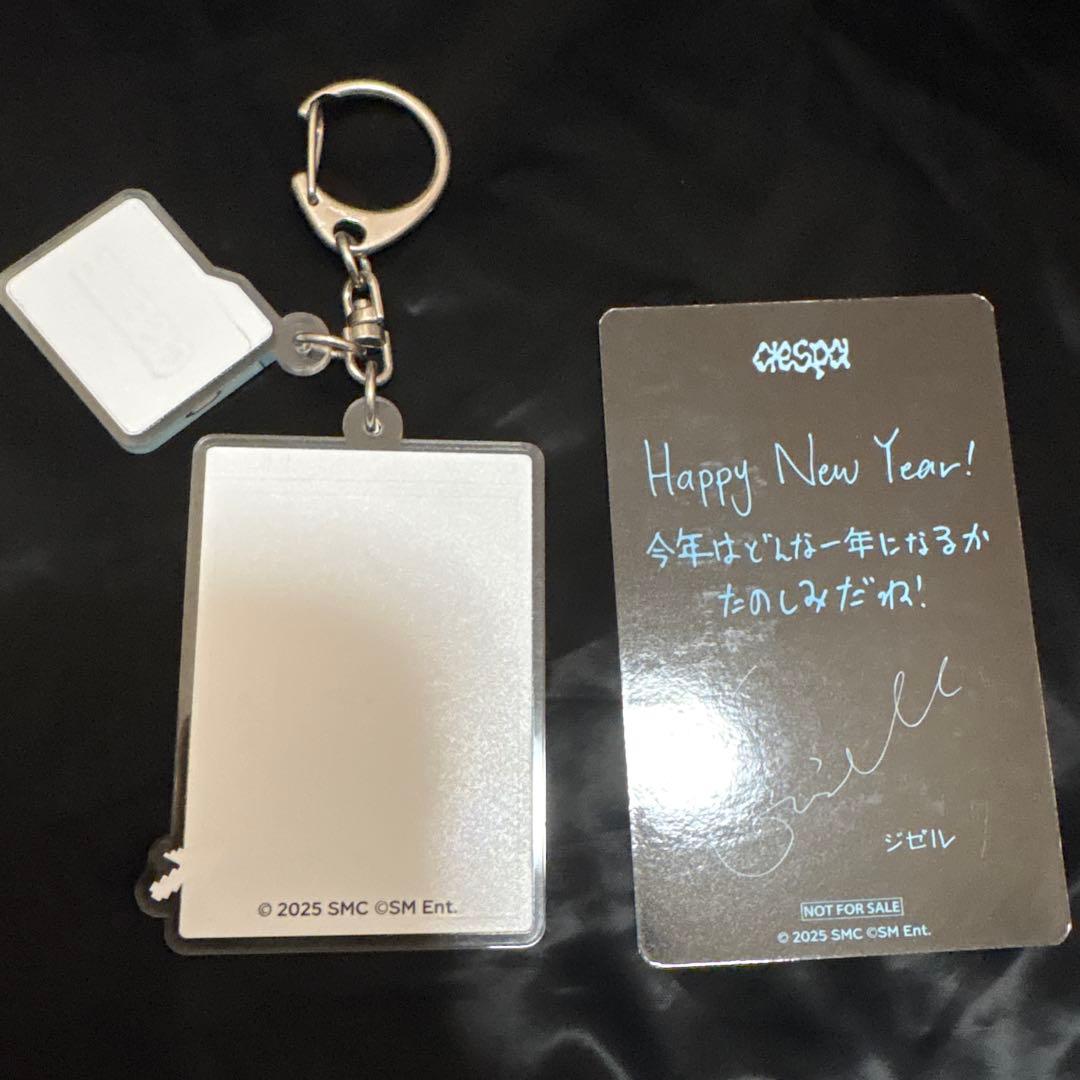 © 2025 SMC ©SM Ent.
aespa
Happy New Year!
今年はどんな一年になるか
たのしみだね!
ジゼル
NOT FOR SALE
© 2025 SMC ©SM Ent.